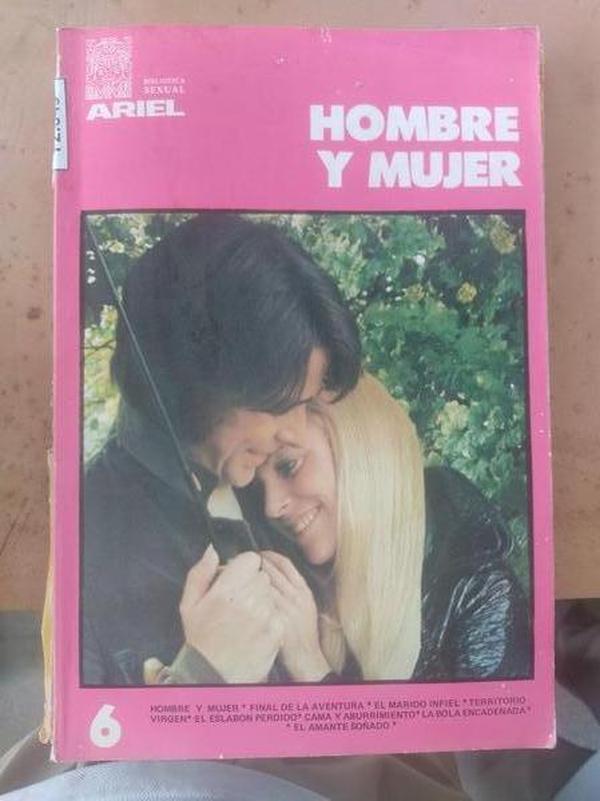 BIBLIOTECA
SEXUAL
ARIEL
HOMBRE
Y MUJER
6
HOMBRE Y MUJER * FINAL DE LA AVENTURA * EL MARIDO INFIEL * TERRITORIO
VIRGEN * EL ESLABON PERDIDO * CAMA Y ABURRIMIENTO * LA BOLA ENCADENADA *
* EL AMANTE SOÑADO *